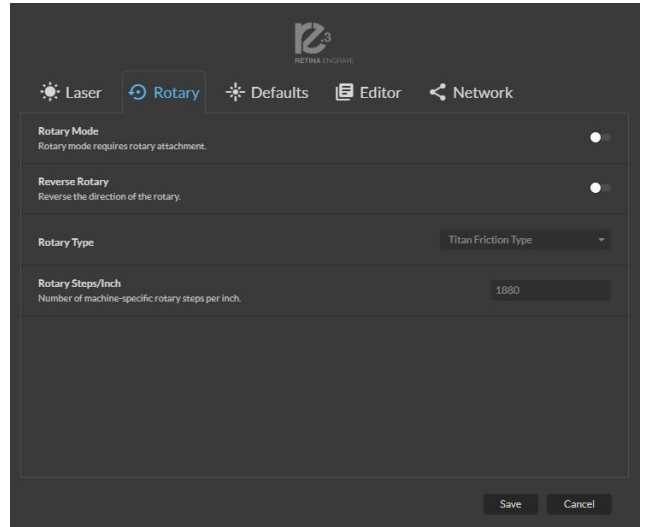 .3
RETINA ENGRAVE
Laser Rotary Defaults Editor Network
Rotary Mode
Rotary mode requires rotary attachment.
Reverse Rotary
Reverse the direction of the rotary.
Rotary Type Titan Friction Type
Rotary Steps/Inch
Number of machine-specific rotary steps per inch. 1880
Save Cancel